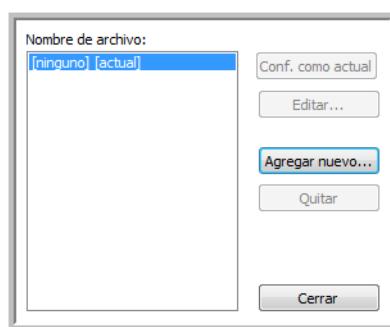 Nombre de archivo:
[ninguno] [actual]
Conf. como actual
Editar...
Agregar nuevo...
Quitar
Cerrar